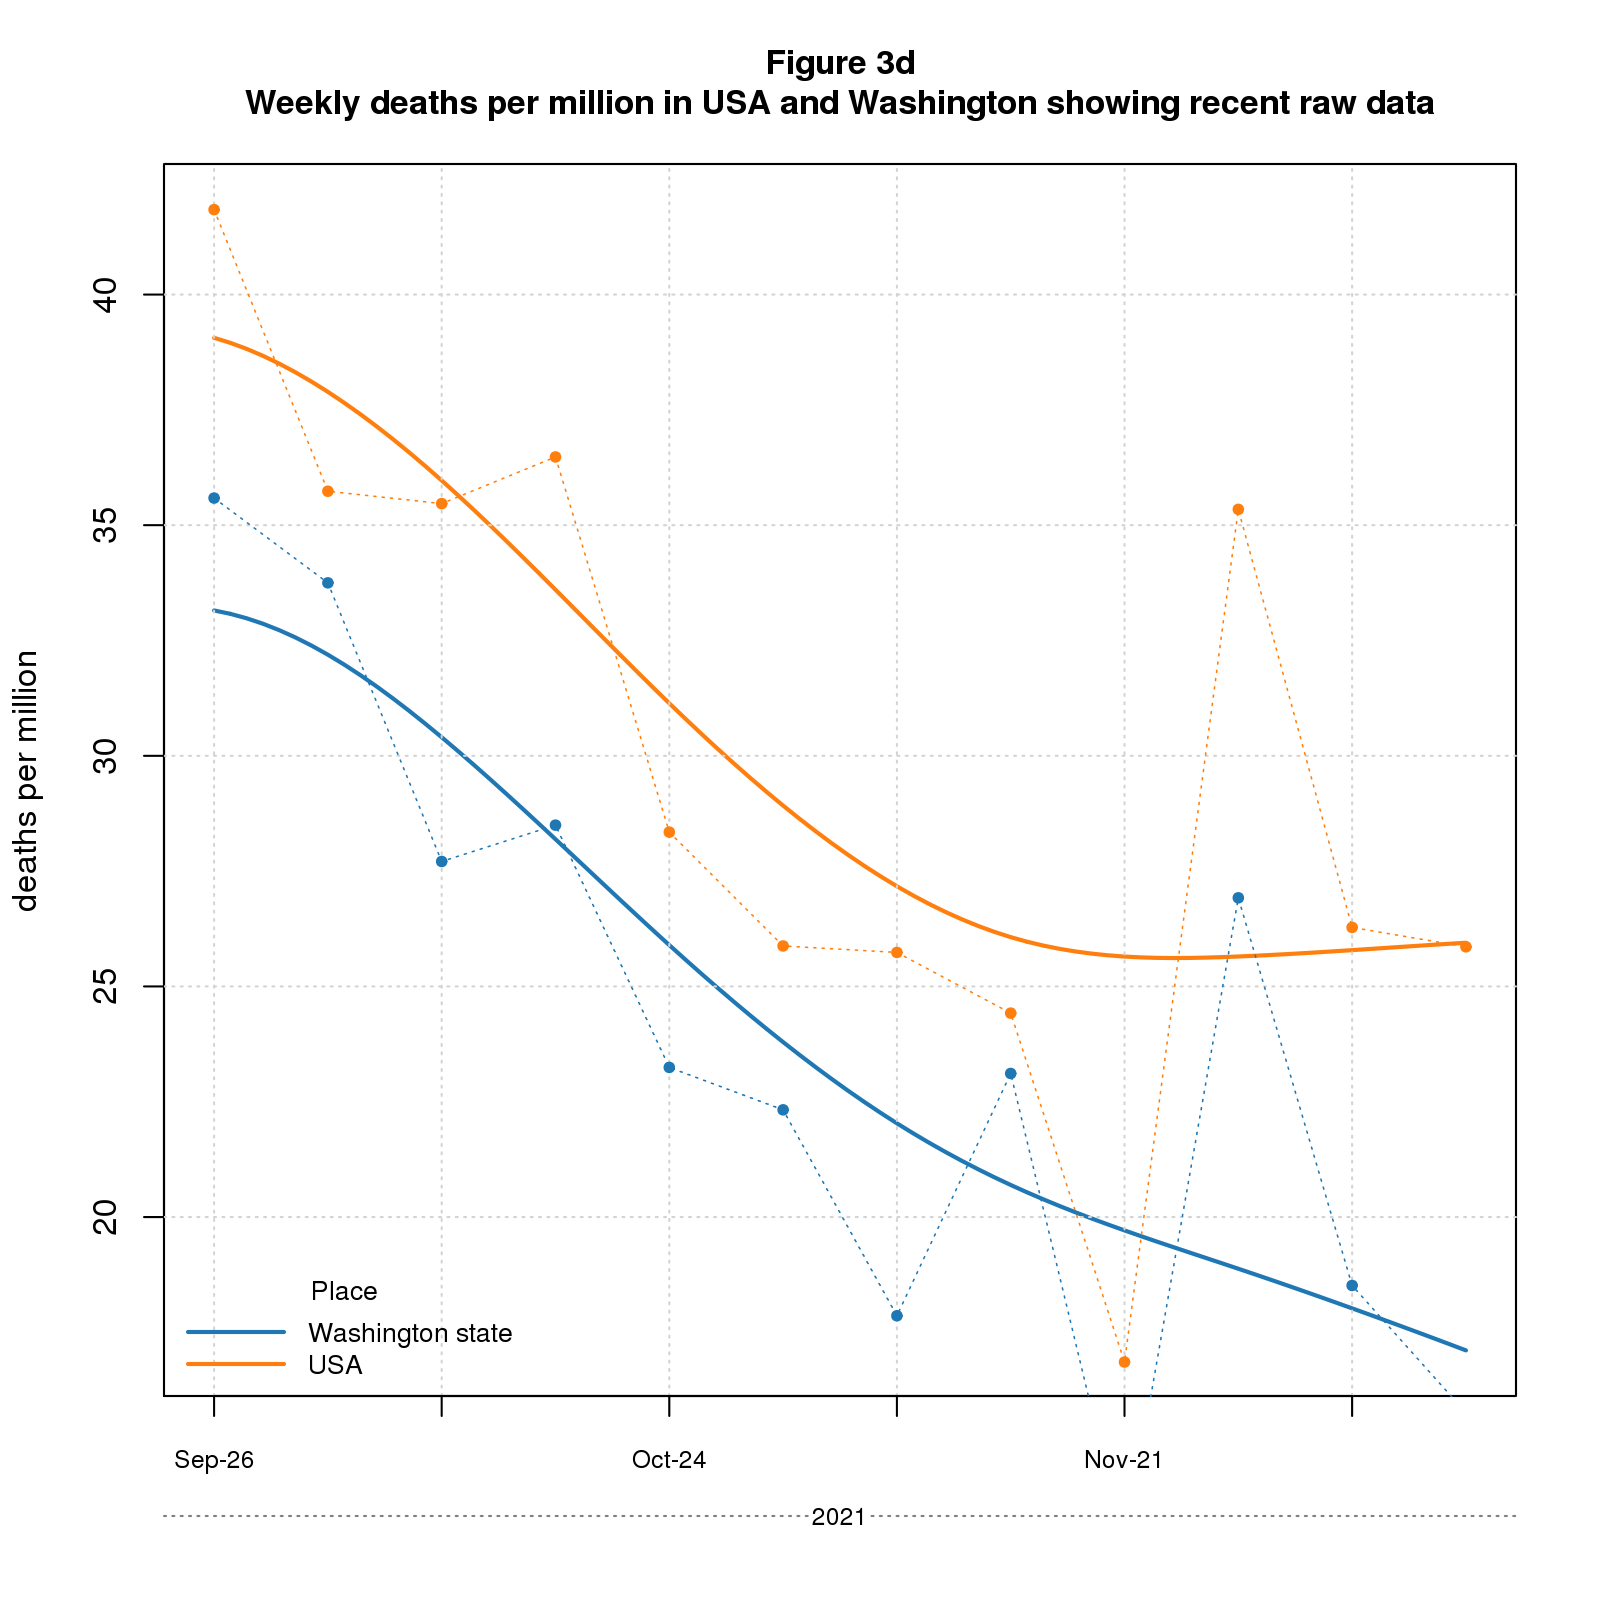 Figure 3d
Weekly deaths per million in USA and Washington showing recent raw data
deaths per million
40
35
30
25
20
Place
Washington state
USA
Sep-26
Oct-24
Nov-21
2021